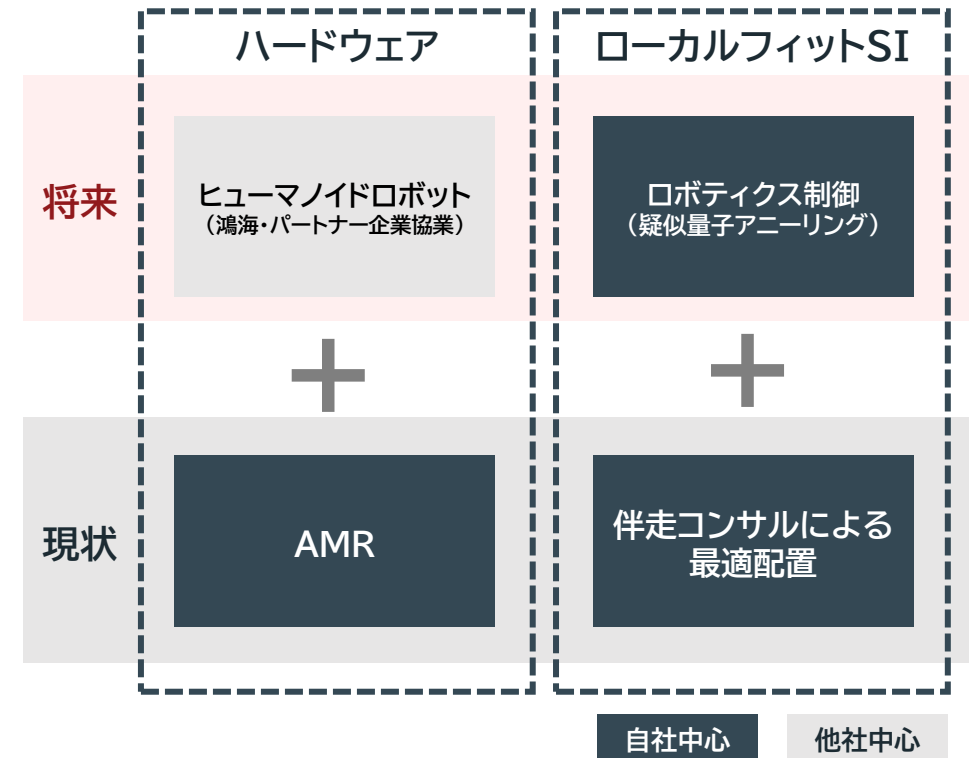 ハードウェア
ローカルフィットSI
将来
ヒューマノイドロボット
（鴻海・パートナー企業協業）
ロボティクス制御
（疑似量子アニーリング）
現状
AMR
伴走コンサルによる
最適配置
自社中心
他社中心